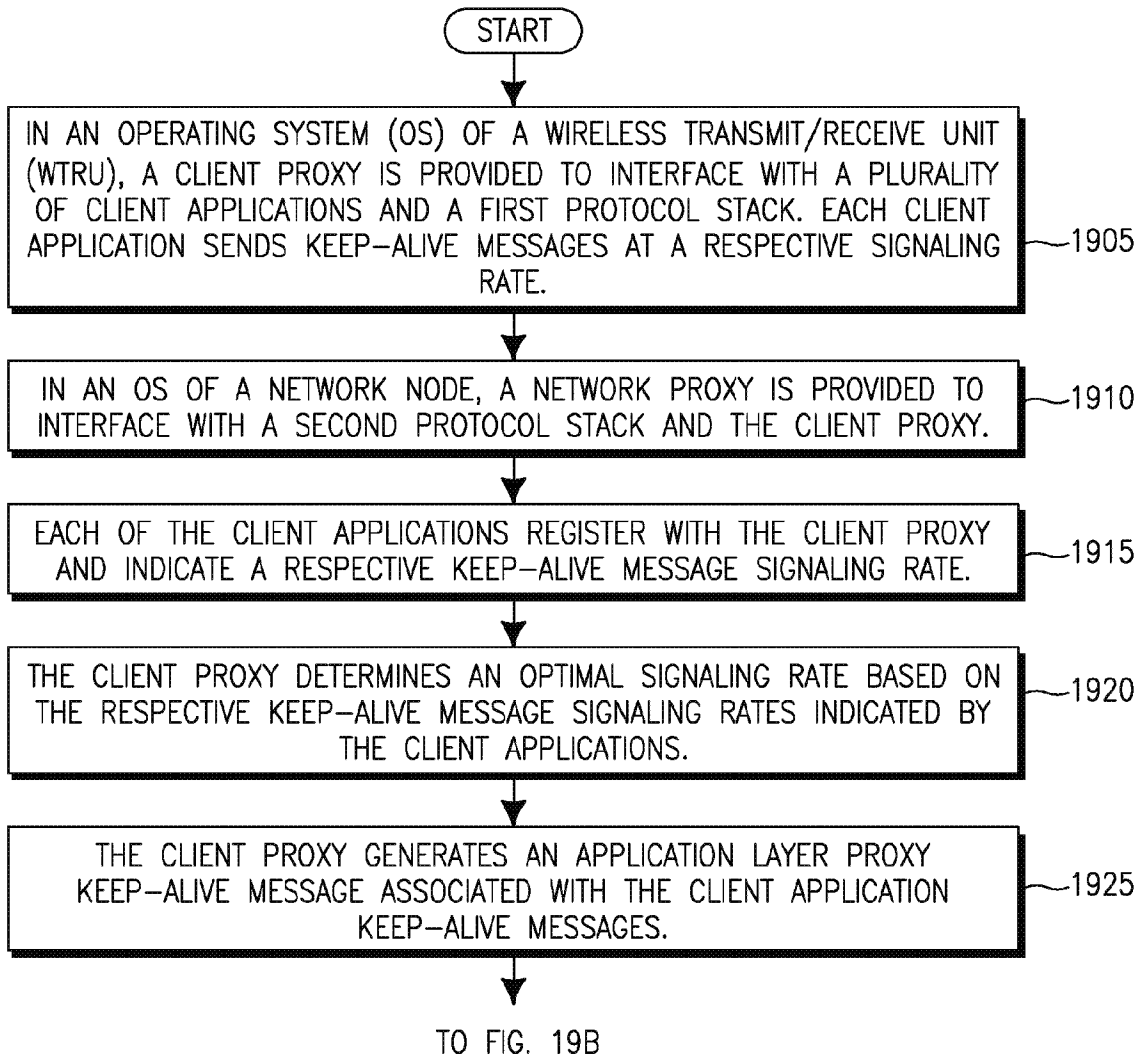 START
IN AN OPERATING SYSTEM (OS) OF A WIRELESS TRANSMIT/RECEIVE UNIT
(WTRU), A CLIENT PROXY IS PROVIDED TO INTERFACE WITH A PLURALITY
OF CLIENT APPLICATIONS AND A FIRST PROTOCOL STACK. EACH CLIENT
APPLICATION SENDS KEEP-ALIVE MESSAGES AT A RESPECTIVE SIGNALING
RATE.
1905
IN AN OS OF A NETWORK NODE, A NETWORK PROXY IS PROVIDED TO
INTERFACE WITH A SECOND PROTOCOL STACK AND THE CLIENT PROXY.
1910
EACH OF THE CLIENT APPLICATIONS REGISTER WITH THE CLIENT PROXY
AND INDICATE A RESPECTIVE KEEP-ALIVE MESSAGE SIGNALING RATE.
1915
THE CLIENT PROXY DETERMINES AN OPTIMAL SIGNALING RATE BASED ON
THE RESPECTIVE KEEP-ALIVE MESSAGE SIGNALING RATES INDICATED BY
THE CLIENT APPLICATIONS.
1920
THE CLIENT PROXY GENERATES AN APPLICATION LAYER PROXY
KEEP-ALIVE MESSAGE ASSOCIATED WITH THE CLIENT APPLICATION
KEEP-ALIVE MESSAGES.
1925
TO FIG. 19B